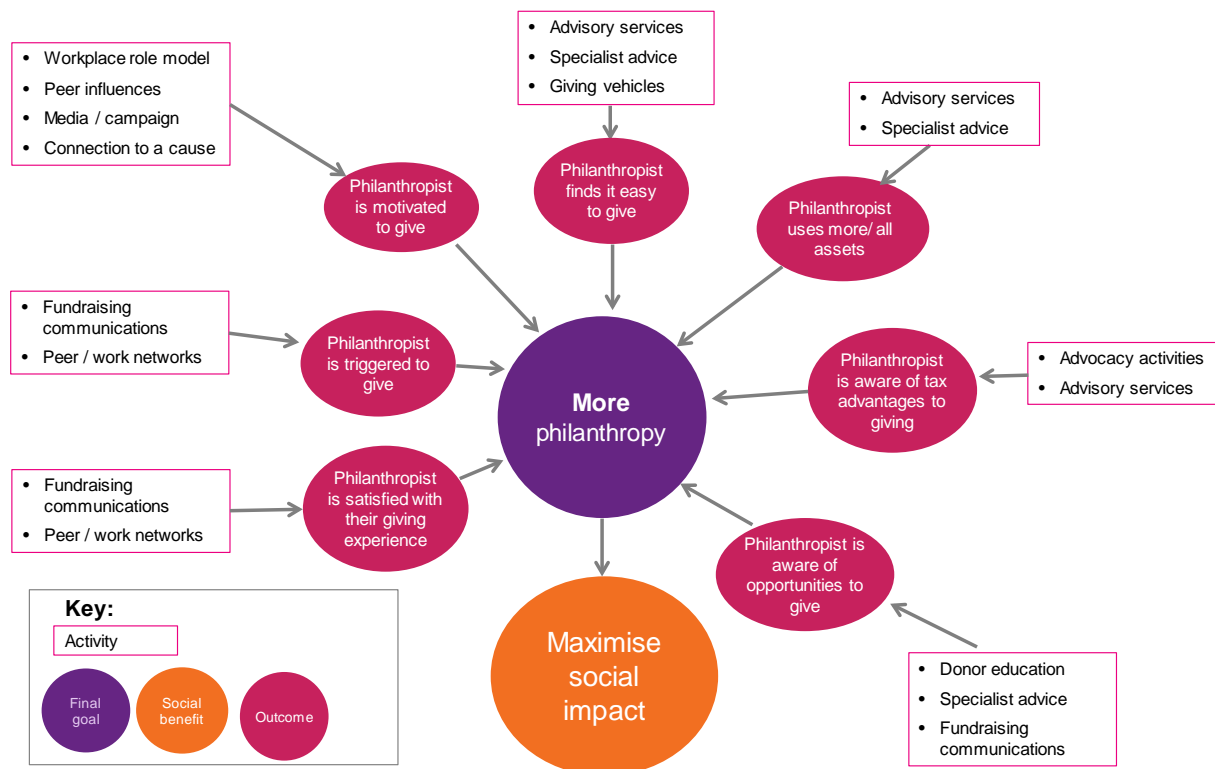 • Workplace role model
• Peer influences
• Media / campaign
• Connection to a cause
• Advisory services
• Specialist advice
• Giving vehicles
• Advisory services
• Specialist advice
Philanthropist
is motivated
to give
Philanthropist
finds it easy
to give
Philanthropist
uses more/ all
assets
• Fundraising
communications
• Peer / work networks
Philanthropist
is triggered to
give
More
philanthropy
Philanthropist
is aware of tax
advantages to
giving
• Advocacy activities
• Advisory services
• Fundraising
communications
• Peer / work networks
Philanthropist
is satisfied with
their giving
experience
Philanthropist is
aware of
opportunities to
give
Maximise
social
impact
• Donor education
• Specialist advice
• Fundraising
communications
Key:
Activity
Final
goal
Social
benefit
Outcome